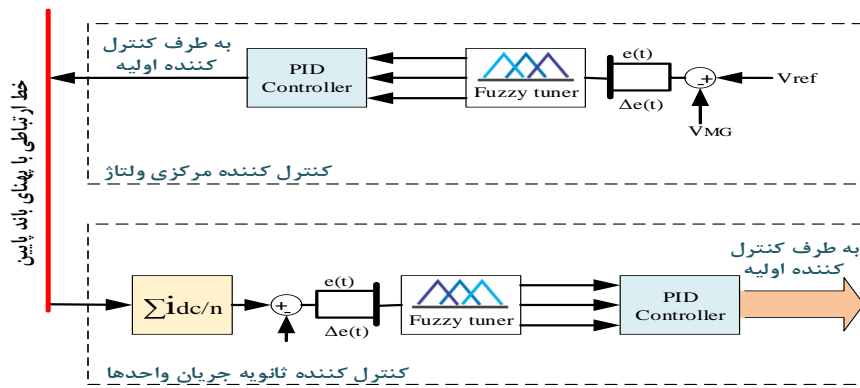 خط ارتباطی با پهنای باند پایین
به طرف کنترل
کننده اولیه
PID
Controller
Fuzzy tuner
e(t)
Δe(t)
-+
Vref
VMG
کنترل کننده مرکزی ولتاژ
∑idc/n
+-
e(t)
Δe(t)
Fuzzy tuner
PID
Controller
به طرف کنترل
کننده اولیه
کنترل کننده ثانویه جریان واحدها